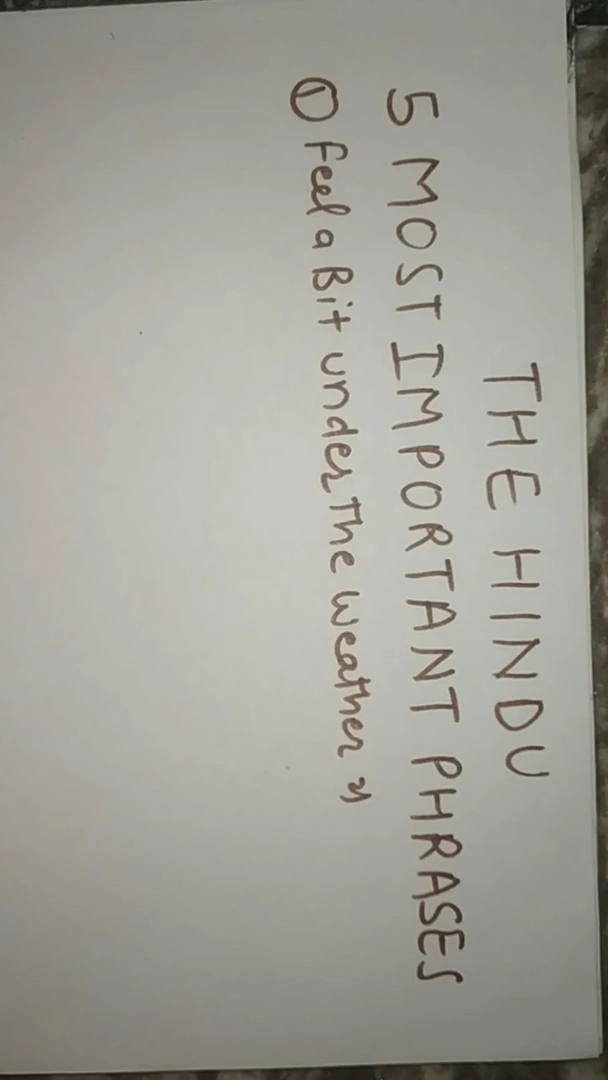 THE HINDU
5 MOST IMPORTANT PHRASES
① Feel a Bit under The weather